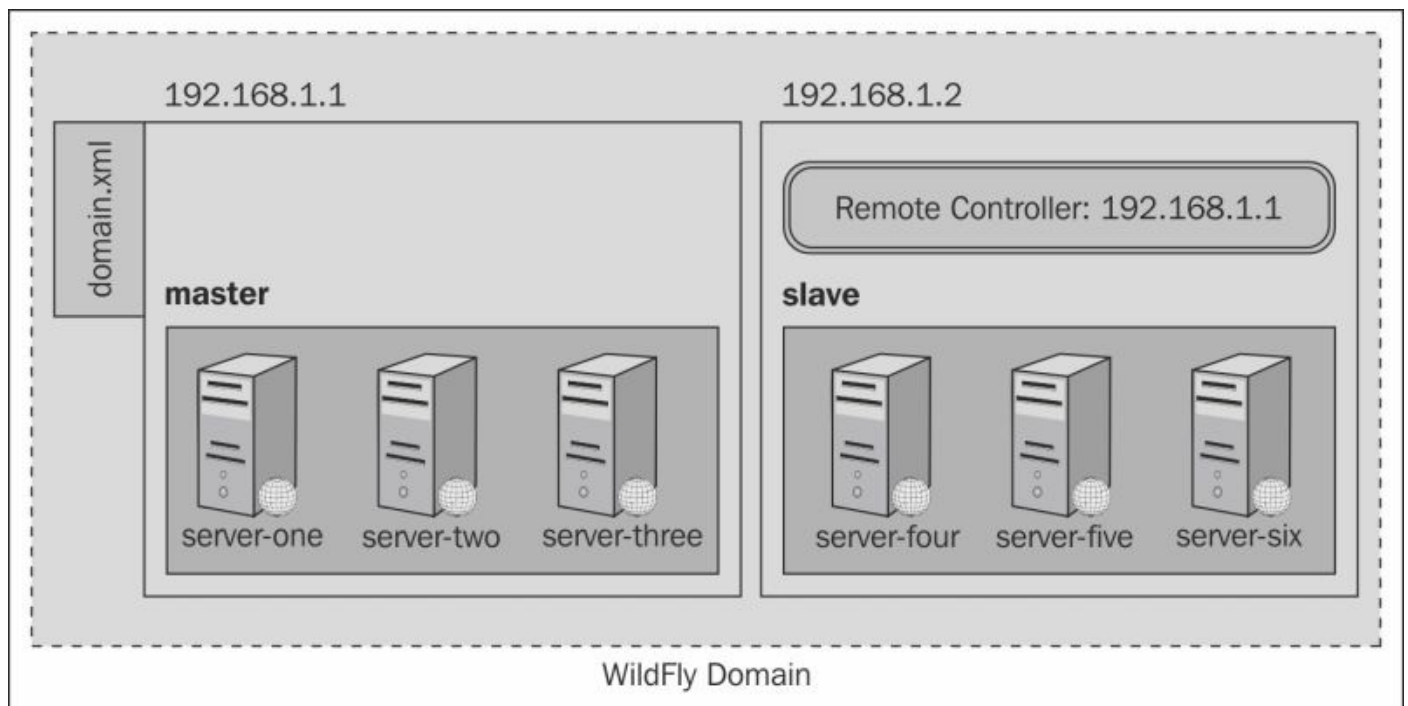 192.168.1.1
192.168.1.2
domain.xml
Remote Controller: 192.168.1.1
master
slave
server-one
server-two
server-three
server-four
server-five
server-six
WildFly Domain